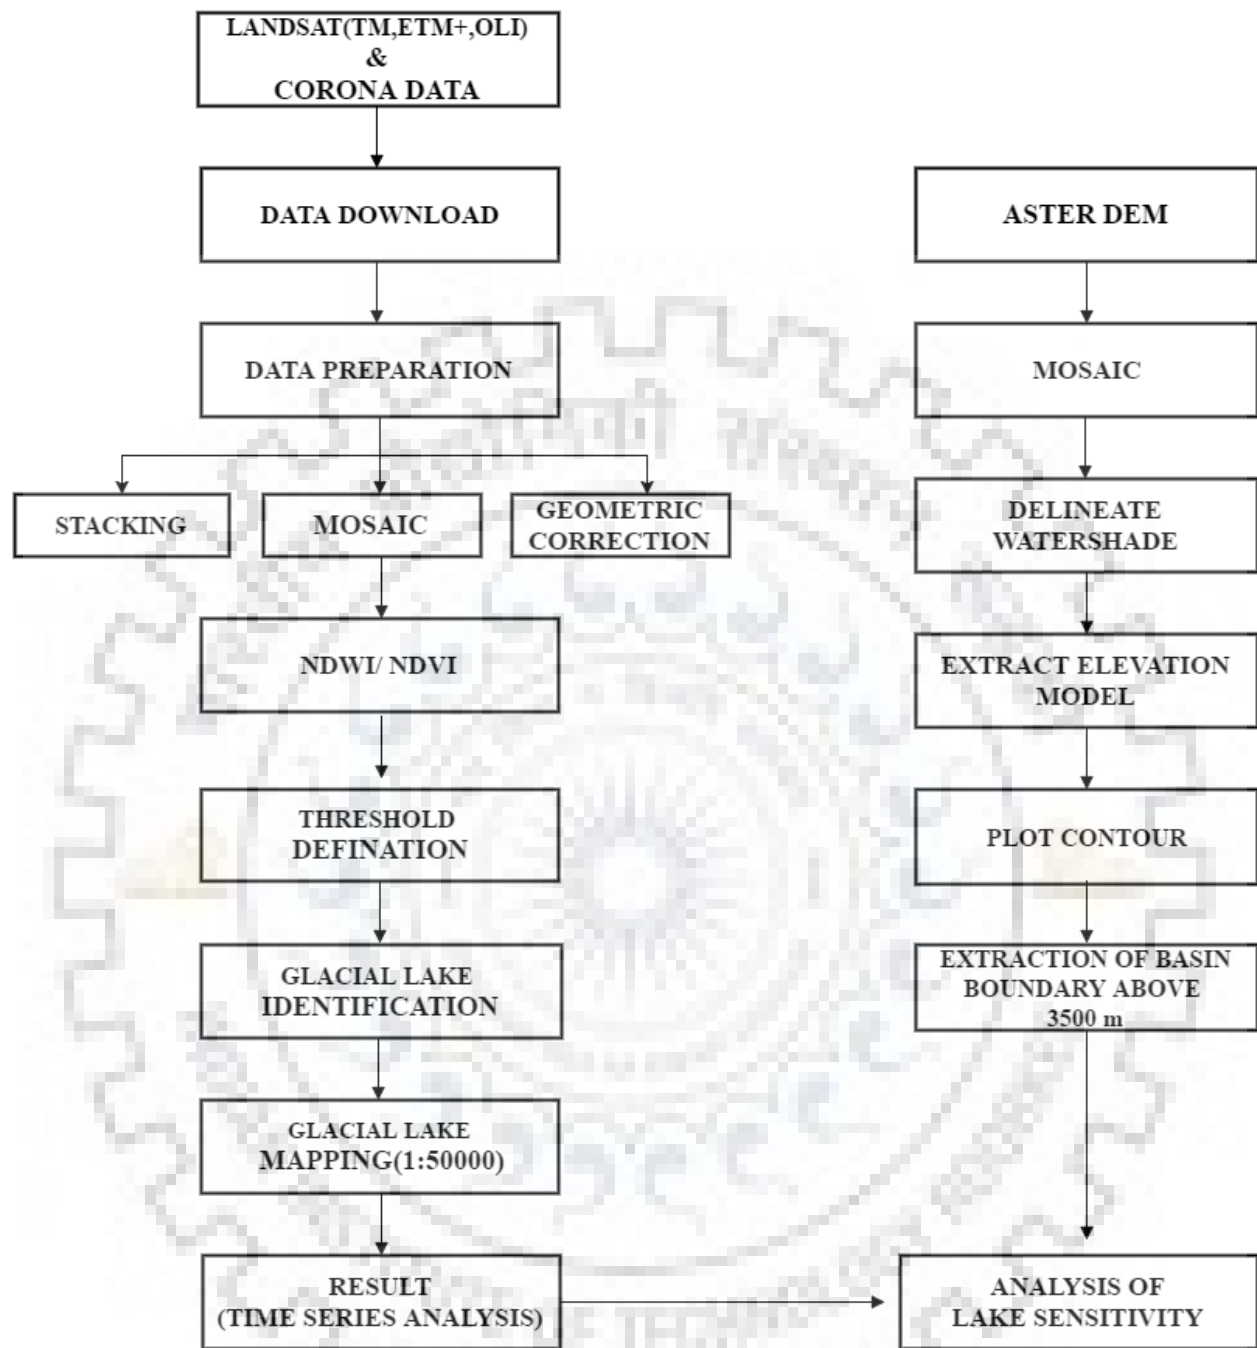 LANDSAT(TM,ETM+,OLI)
&
CORONA DATA
DATA DOWNLOAD
DATA PREPARATION
STACKING
MOSAIC
GEOMETRIC
CORRECTION
NDWI/ NDVI
THRESHOLD
DEFINATION
GLACIAL LAKE
IDENTIFICATION
GLACIAL LAKE
MAPPING(1:50000)
RESULT
(TIME SERIES ANALYSIS)
ASTER DEM
MOSAIC
DELINEATE
WATERSHADE
EXTRACT ELEVATION
MODEL
PLOT CONTOUR
EXTRACTION OF BASIN
BOUNDARY ABOVE
3500 m
ANALYSIS OF
LAKE SENSITIVITY